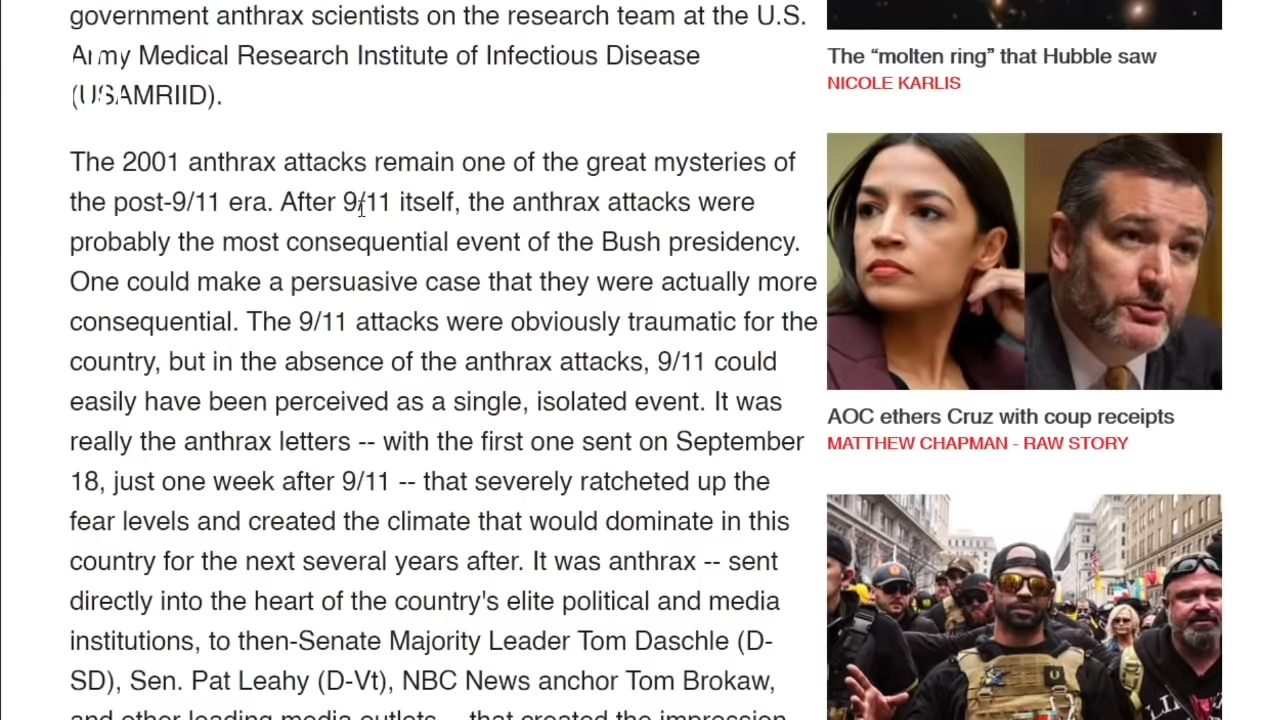 government anthrax scientists on the research team at the U.S.
Army Medical Research Institute of Infectious Disease
(USAMRIID).
The 2001 anthrax attacks remain one of the great mysteries of
the post-9/11 era. After 9/11 itself, the anthrax attacks were
probably the most consequential event of the Bush presidency.
One could make a persuasive case that they were actually more
consequential. The 9/11 attacks were obviously traumatic for the
country, but in the absence of the anthrax attacks, 9/11 could
easily have been perceived as a single, isolated event. It was
really the anthrax letters -- with the first one sent on September
18, just one week after 9/11 -- that severely ratcheted up the
fear levels and created the climate that would dominate in this
country for the next several years after. It was anthrax -- sent
directly into the heart of the country's elite political and media
institutions, to then-Senate Majority Leader Tom Daschle (D-
SD), Sen. Pat Leahy (D-Vt), NBC News anchor Tom Brokaw,
and other leading media outlets -- that created the impression
The “molten ring” that Hubble saw
NICOLE KARLIS
AOC ethers Cruz with coup receipts
MATTHEW CHAPMAN - RAW STORY